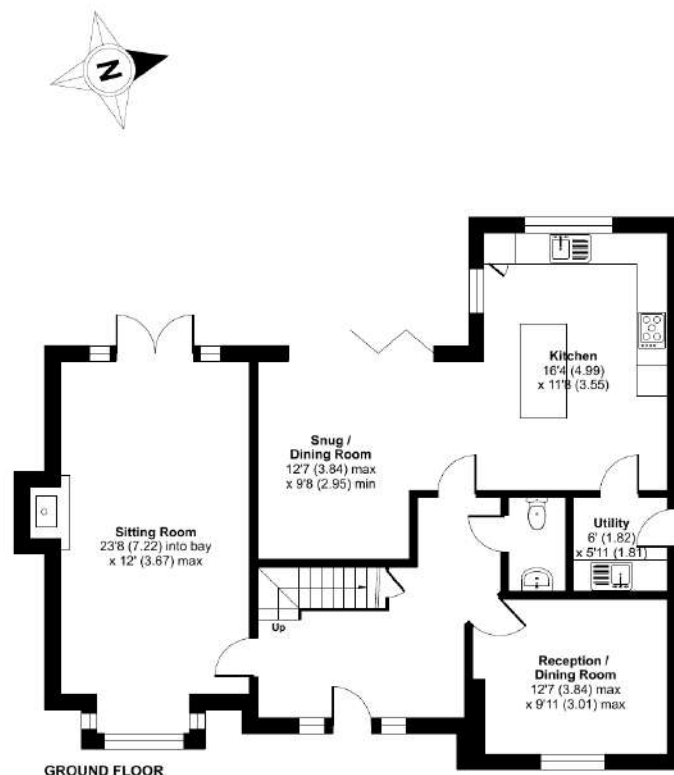 N
Kitchen
16'4 (4.99)
x 11'8 (3.55)
Snug /
Dining Room
12'7 (3.84) max
x 9'8 (2.95) min
Sitting Room
23'8 (7.22) into bay
x 12' (3.67) max
Utility
6' (1.82)
x 5'11 (1.81)
Up
Reception /
Dining Room
12'7 (3.84) max
x 9'11 (3.01) max
GROUND FLOOR